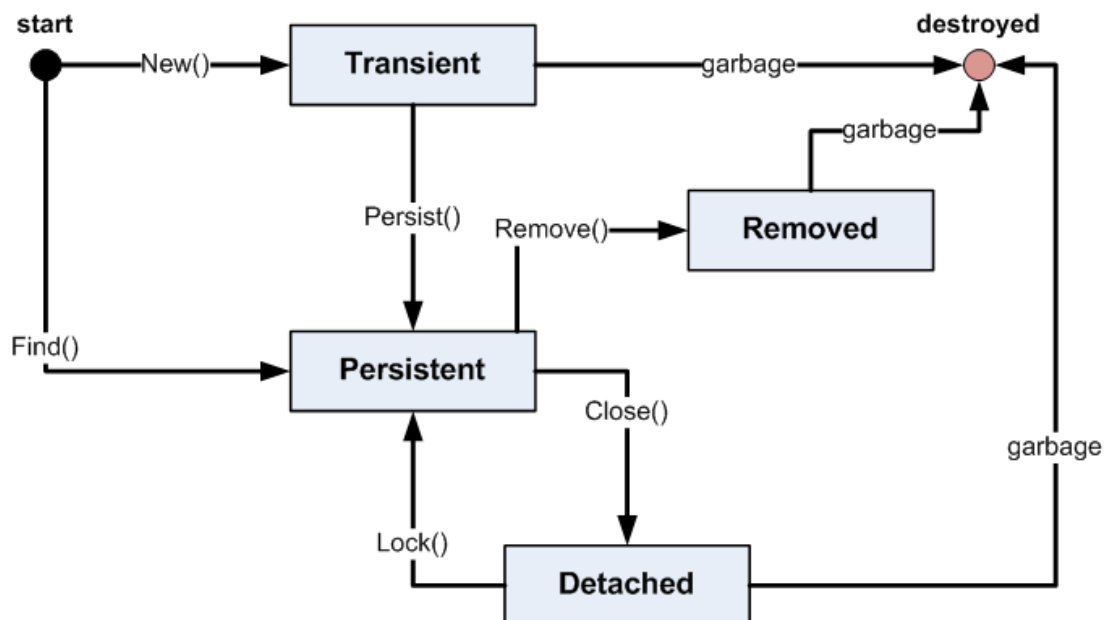 start
destroyed
New()
Transient
garbage
garbage
Persist()
Remove()
Removed
Find()
Persistent
Close()
garbage
Lock()
Detached